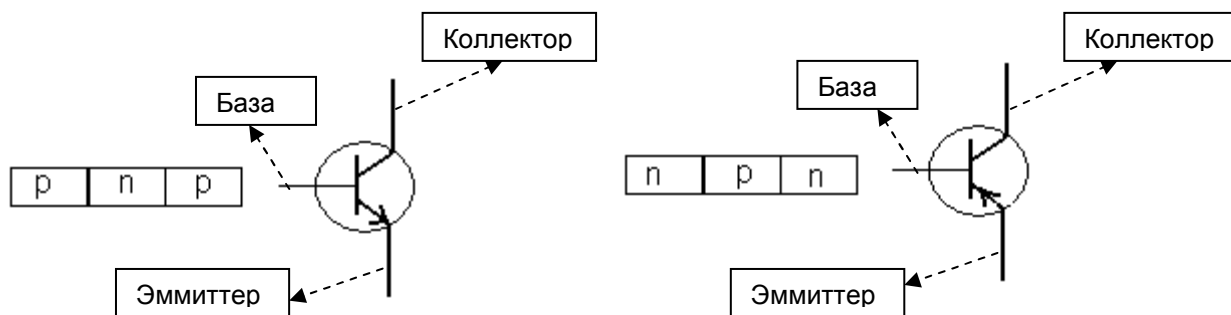 Коллектор
База
p n p
Эммиттер
Коллектор
База
n p n
Эммиттер